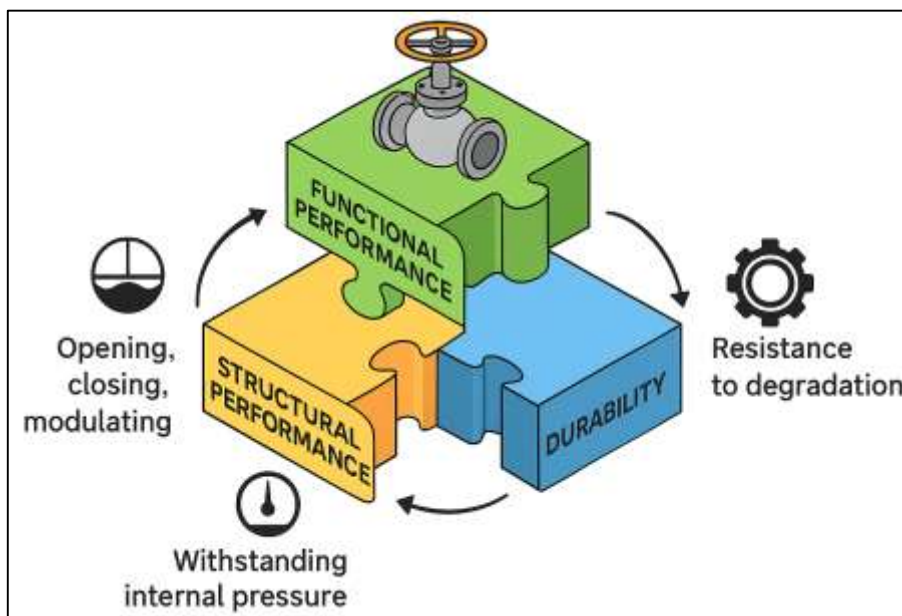 FUNCTIONAL
PERFORMANCE
Opening,
closing,
modulating
STRUCTURAL
PERFORMANCE
DURABILITY
Resistance
to degradation
Withstanding
internal pressure